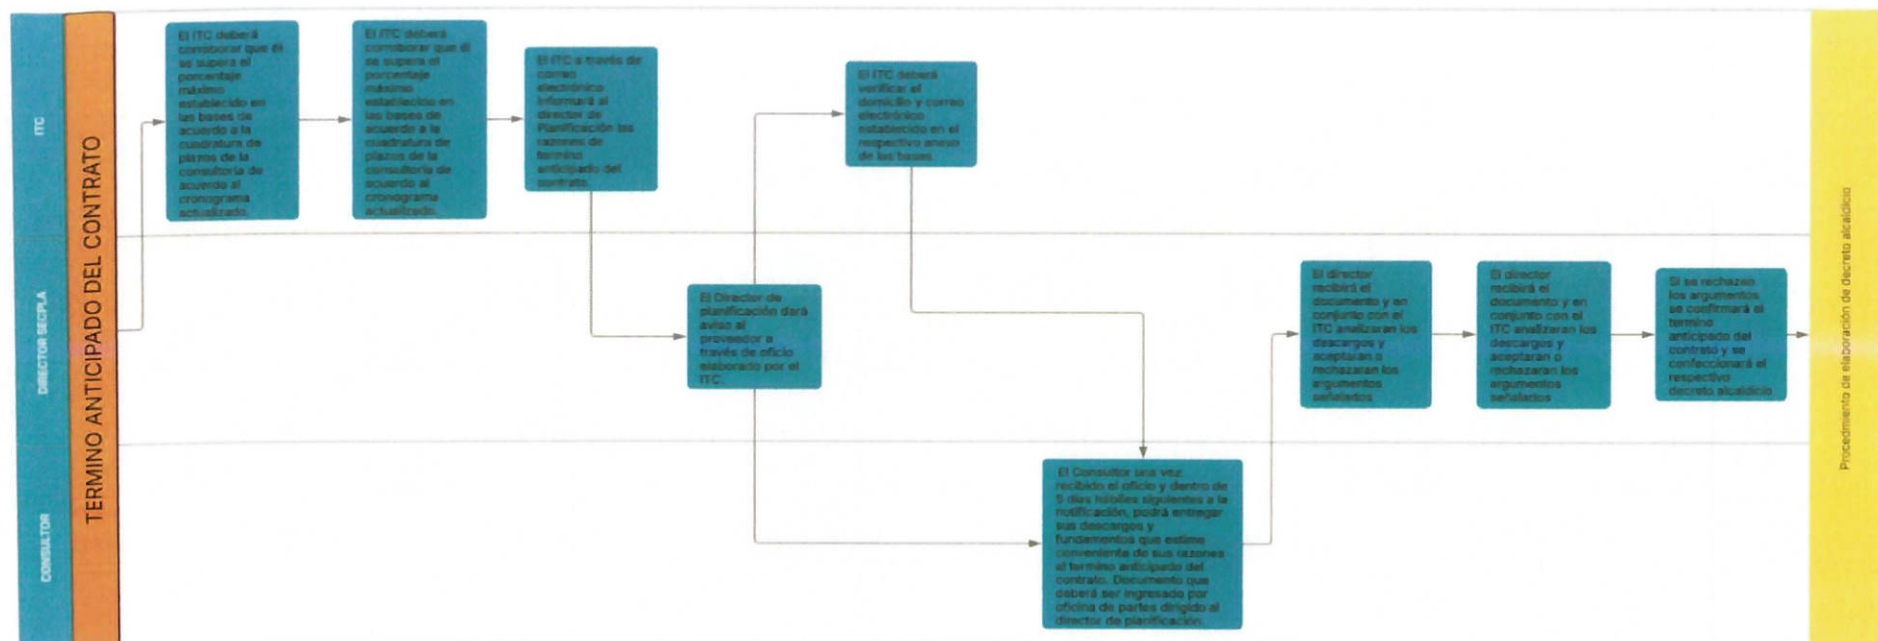 ITC
DIRECTOR SECPLA
CONSULTOR
TERMINO ANTICIPADO DEL CONTRATO
El ITC deberá
corroborar que él
se supera el
porcentaje
máximo
establecido en
las bases de
acuerdo a la
cuadratura de
plazos de la
consultoría de
acuerdo al
cronograma
actualizado.
El ITC deberá
corroborar que él
se supera el
porcentaje
máximo
establecido en
las bases de
acuerdo a la
cuadratura de
plazos de la
consultoría de
acuerdo al
cronograma
actualizado.
El ITC a través de
correo
electrónico
informará al
director de
Planificación las
razones de
termino
anticipado del
contrato.
El Director de
planificación dará
aviso al
proveedor a
través de oficio
elaborado por el
ITC.
El ITC deberá
verificar el
domicilio y correo
electrónico
establecido en el
respectivo anexo
de las bases.
El Consultor una vez
recibido el oficio y dentro de
5 días hábiles siguientes a la
notificación, podrá entregar
sus descargos y
fundamentos que estime
conveniente de sus razones
al termino anticipado del
contrato. Documento que
deberá ser ingresado por
oficina de partes dirigido al
director de planificación.
El director
recibirá el
documento y en
conjunto con el
ITC analizaran los
descargos y
aceptaran o
rechazaran los
argumentos
señalados
El director
recibirá el
documento y en
conjunto con el
ITC analizaran los
descargos y
aceptaran o
rechazaran los
argumentos
señalados
Si se rechazan
los argumentos
se confirmará el
termino
anticipado del
contrato y se
confeccionará el
respectivo
decreto alcaldicio
Procedimiento de elaboración de decreto alcaldicio